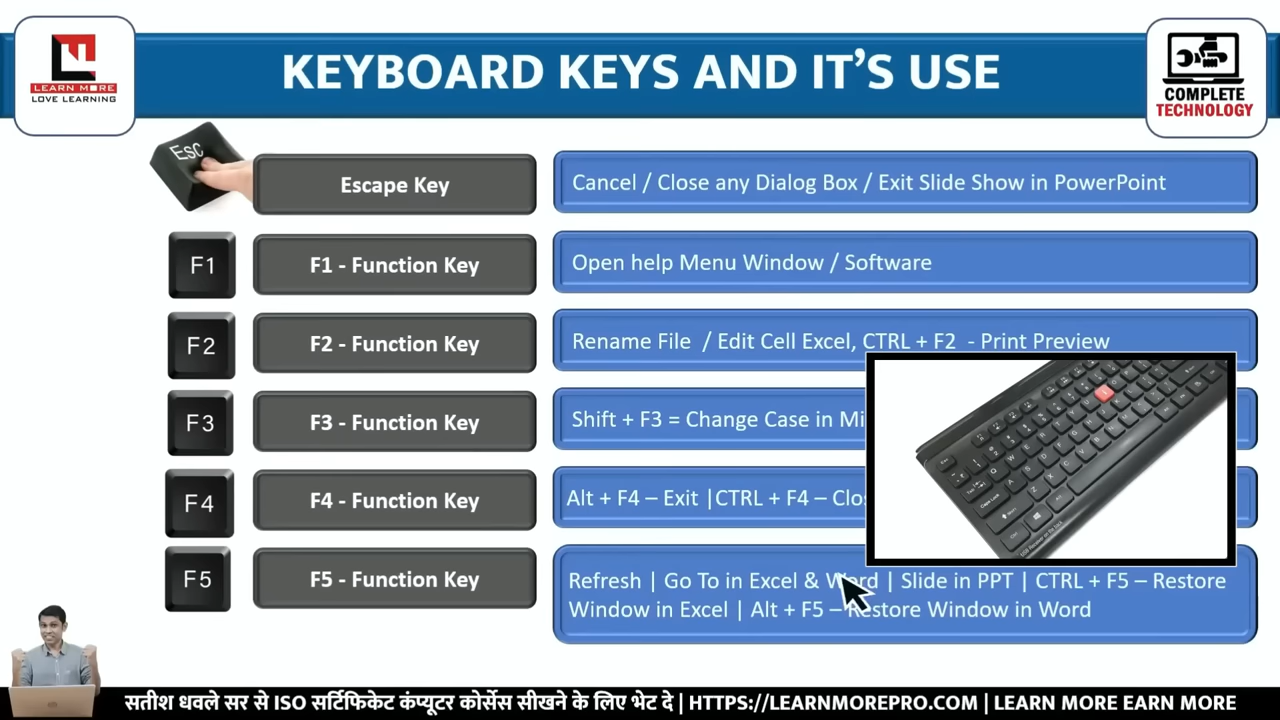 LEARN MORE
LOVE LEARNING
KEYBOARD KEYS AND IT'S USE
COMPLETE
TECHNOLOGY
Esc
Escape Key
Cancel / Close any Dialog Box / Exit Slide Show in PowerPoint
F1
F1 - Function Key
Open help Menu Window / Software
F2
F2 - Function Key
Rename File / Edit Cell Excel, CTRL + F2 - Print Preview
F3
F3 - Function Key
Shift + F3 = Change Case in
F4
F4 - Function Key
Alt + F4 – Exit |CTRL + F4 –
F5
F5 - Function Key
Refresh | Go To in Excel & Word | Slide in PPT | CTRL + F5 – Restore
Window in Excel | Alt + F5 – Restore Window in Word
सतीश धवले सर से ISO सर्टिफिकेट कंप्यूटर कोर्सेस सीखने के लिए भेट दे | HTTPS://LEARNMOREPRO.COM | LEARN MORE EARN MORE